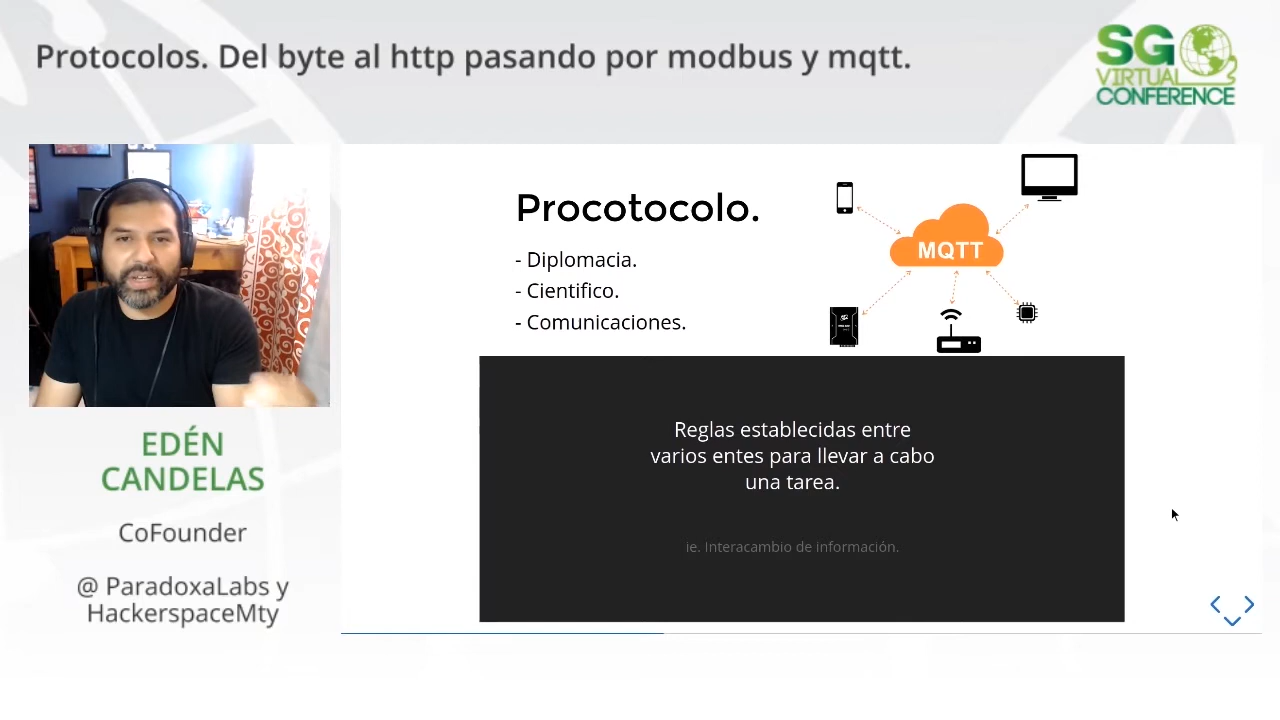 Protocolos. Del byte al http pasando por modbus y mqtt.
SG
VIRTUAL
CONFERENCE
Procotocolo.
- Diplomacia.
- Cientifico.
- Comunicaciones.
MQTT
Reglas establecidas entre
varios entes para llevar a cabo
una tarea.
ie. Interacambio de información.
EDÉN
CANDELAS
CoFounder
@ ParadoxaLabs y
HackerspaceMty